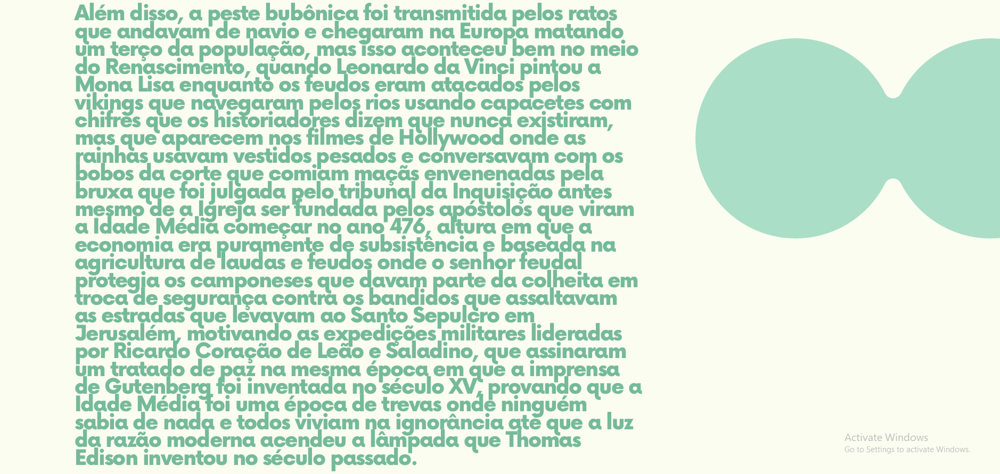 Além disso, a peste bubônica foi transmitida pelos ratos
que andavam de navio e chegaram na Europa matando
um terço da população, mas isso aconteceu bem no meio
do Renascimento, quando Leonardo da Vinci pintou a
Mona Lisa enquanto os feudos eram atacados pelos
vikings que navegaram pelos rios usando capacetes com
chifres que os historiadores dizem que nunca existiram,
mas que aparecem nos filmes de Hollywood onde as
rainhas usavam vestidos pesados e conversavam com os
bobos da corte que comiam maçãs envenenadas pela
bruxa que foi julgada pelo tribunal da Inquisição antes
mesmo de a Igreja ser fundada pelos apóstolos que viram
a Idade Média começar no ano 476, altura em que a
economia era puramente de subsistência e baseada na
agricultura de laudas e feudos onde o senhor feudal
protegia os camponeses que davam parte da colheita em
troca de segurança contra os bandidos que assaltavam
as estradas que levavam ao Santo Sepulcro em
Jerusalém, motivando as expedições militares lideradas
por Ricardo Coração de Leão e Saladino, que assinaram
um tratado de paz na mesma época em que a imprensa
de Gutenberg foi inventada no século XV, provando que a
Idade Média foi uma época de trevas onde ninguém
sabia de nada e todos viviam na ignorância até que a luz
da razão moderna acendeu a lâmpada que Thomas
Edison inventou no século passado.
Activate Windows
Go to Settings to activate Windows.